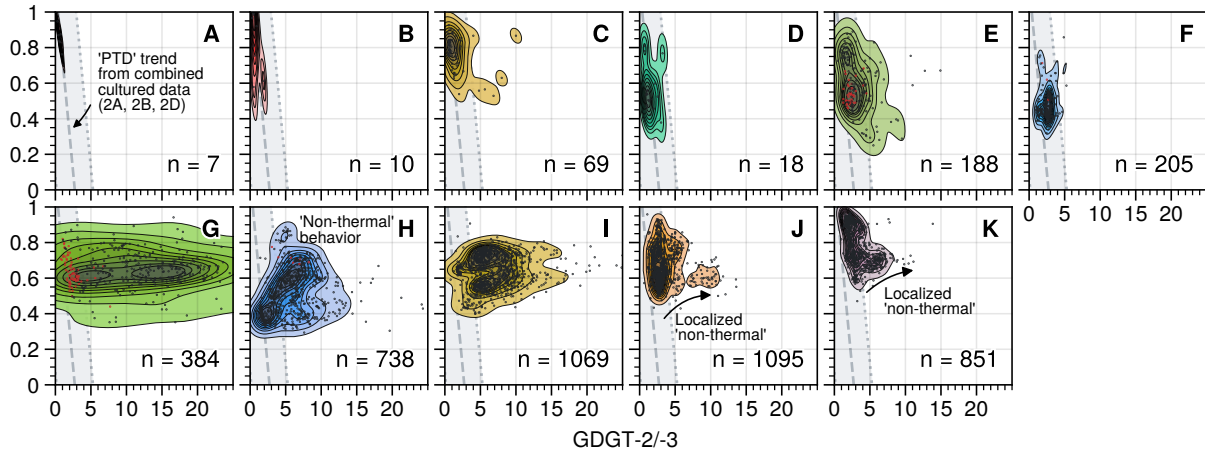 1
0.8
0.6
0.4
0.2
0
A
'PTD' trend
from combined
cultured data
(2A, 2B, 2D)
n = 7
B
n = 10
C
n = 69
D
n = 18
E
n = 188
F
n = 205
0 5 10 15 20
1
0.8
0.6
0.4
0.2
0
G
n = 384
0 5 10 15 20
H
'Non-thermal'
behavior
n = 738
0 5 10 15 20
I
n = 1069
0 5 10 15 20
J
Localized
'non-thermal'
n = 1095
0 5 10 15 20
K
Localized
'non-thermal'
n = 851
0 5 10 15 20
GDGT-2/-3